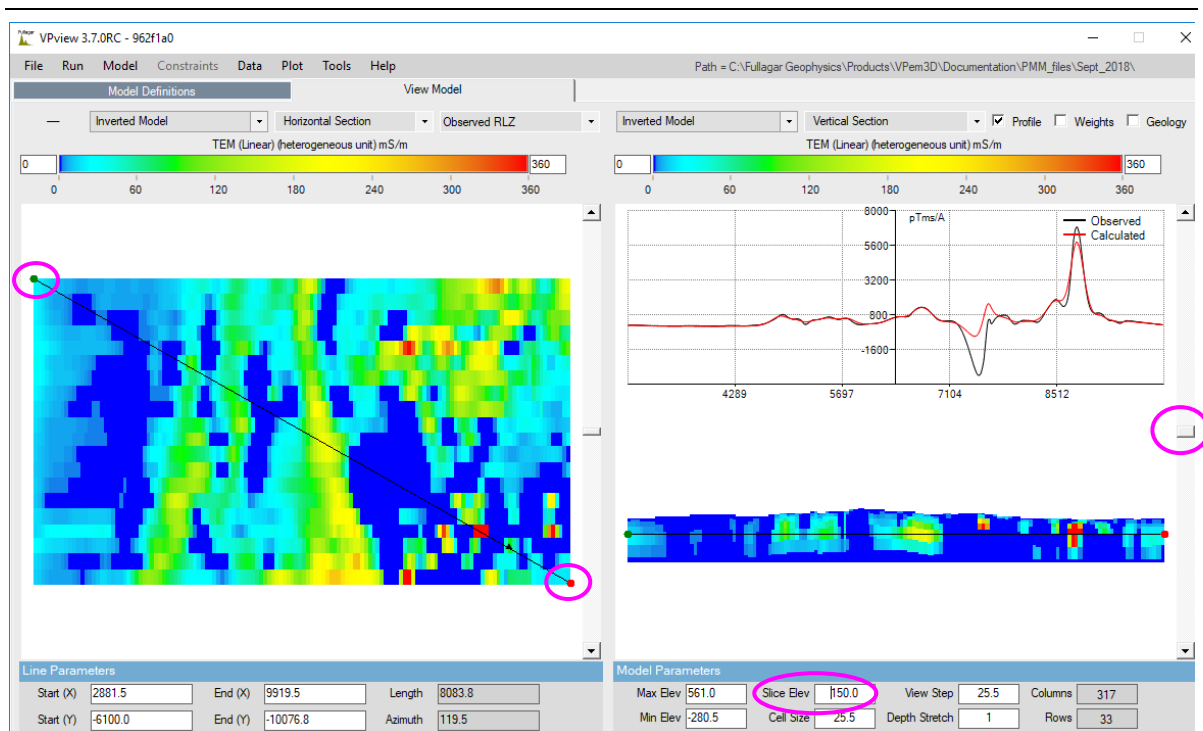 VPview 3.7.0RC - 962f1a0
File Run Model Constraints Data Plot Tools Help Path = C:\Fullagar Geophysics\Products\VPem3D\Documentation\PMM_files\Sept_2018\
Model Definitions View Model
— Inverted Model Horizontal Section Observed RLZ Inverted Model Vertical Section Profile Weights Geology
TEM (Linear) (heterogeneous unit) mS/m TEM (Linear) (heterogeneous unit) mS/m
0 360 0 360
0 60 120 180 240 300 360 0 60 120 180 240 300 360
8000 pTms/A Observed
Calculated
5600
3200
800
-1600
4289 5697 7104 8512
Line Parameters Model Parameters
Start (X) 2881.5 End (X) 9919.5 Length 8083.8 Max Elev 561.0 Slice Elev 150.0 View Step 25.5 Columns 317
Start (Y) -6100.0 End (Y) -10076.8 Azimuth 119.5 Min Elev -280.5 Cell Size 25.5 Depth Stretch 1 Rows 33